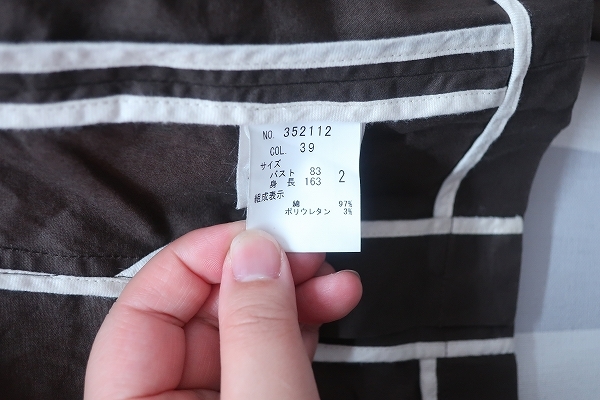 NO. 352112
COL. 39
サイズ
バスト 83
身長 163 2
組成表示
綿 97%
ポリウレタン 3%